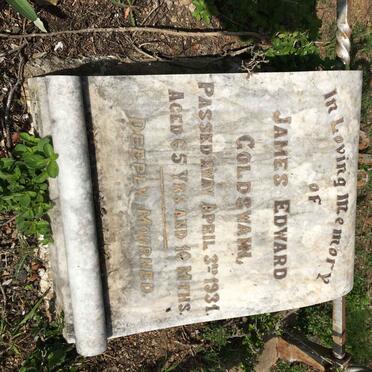 In Loving Memory
of
JAMES EDWARD
GOLDSWAIN,
PASSED AWAY APRIL 3RD 1931,
AGED 65 YRS. AND 10 MTHS.
DEEPLY MOURNED